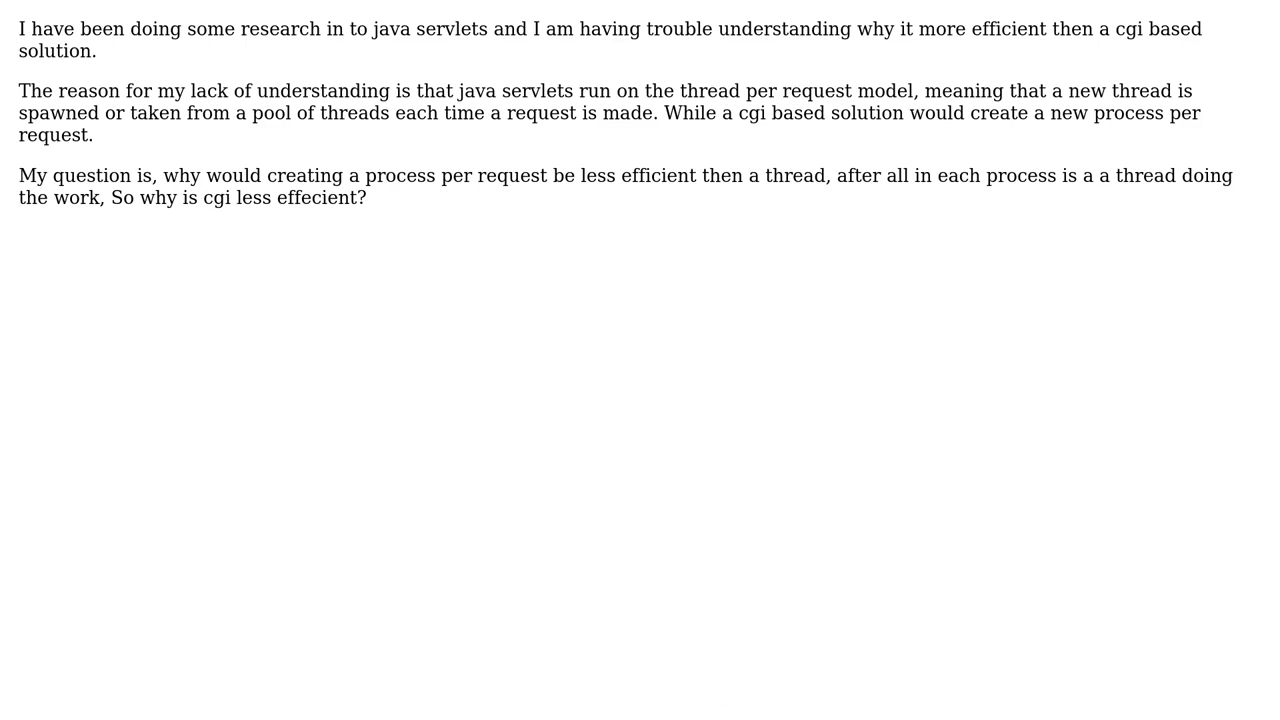 I have been doing some research in to java servlets and I am having trouble understanding why it more efficient then a cgi based
solution.
The reason for my lack of understanding is that java servlets run on the thread per request model, meaning that a new thread is
spawned or taken from a pool of threads each time a request is made. While a cgi based solution would create a new process per
request.
My question is, why would creating a process per request be less efficient then a thread, after all in each process is a a thread doing
the work, So why is cgi less effecient?